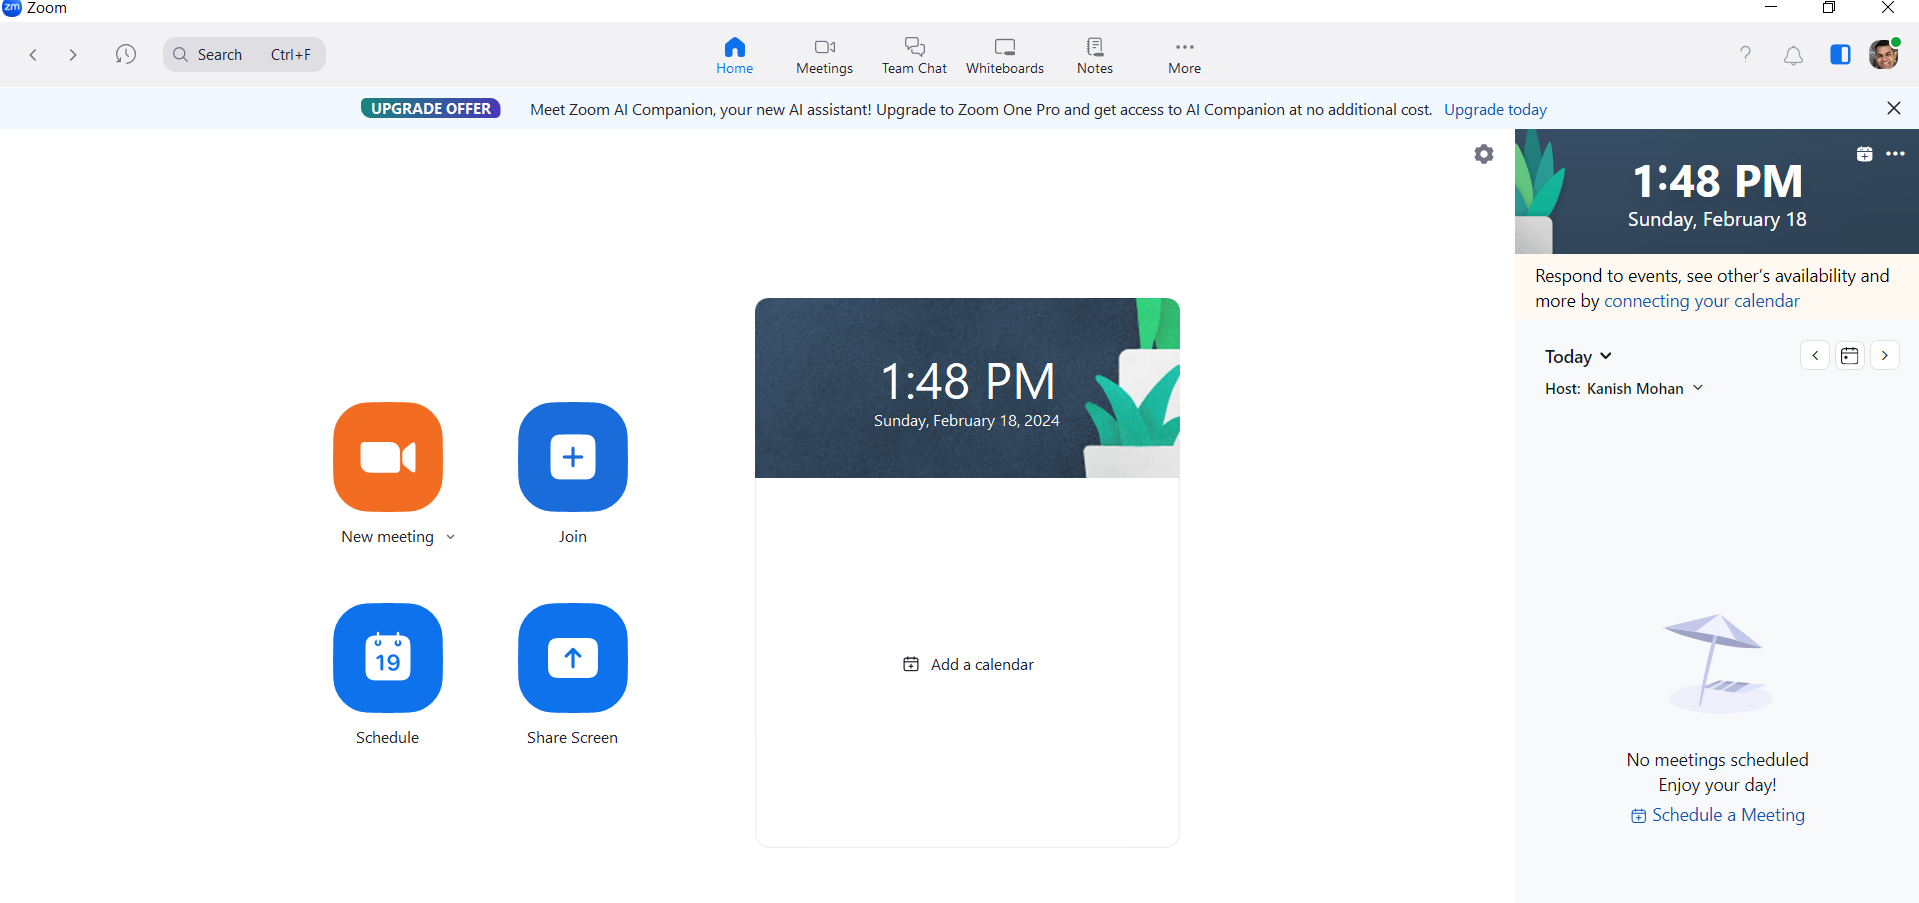 zm Zoom
Search Ctrl+F
Home
Meetings
Team Chat
Whiteboards
Notes
More
UPGRADE OFFER Meet Zoom AI Companion, your new AI assistant! Upgrade to Zoom One Pro and get access to AI Companion at no additional cost. Upgrade today
New meeting
Join
19
Schedule
Share Screen
1:48 PM
Sunday, February 18, 2024
Add a calendar
1:48 PM
Sunday, February 18
Respond to events, see other's availability and
more by connecting your calendar
Today
Host: Kanish Mohan
No meetings scheduled
Enjoy your day!
Schedule a Meeting